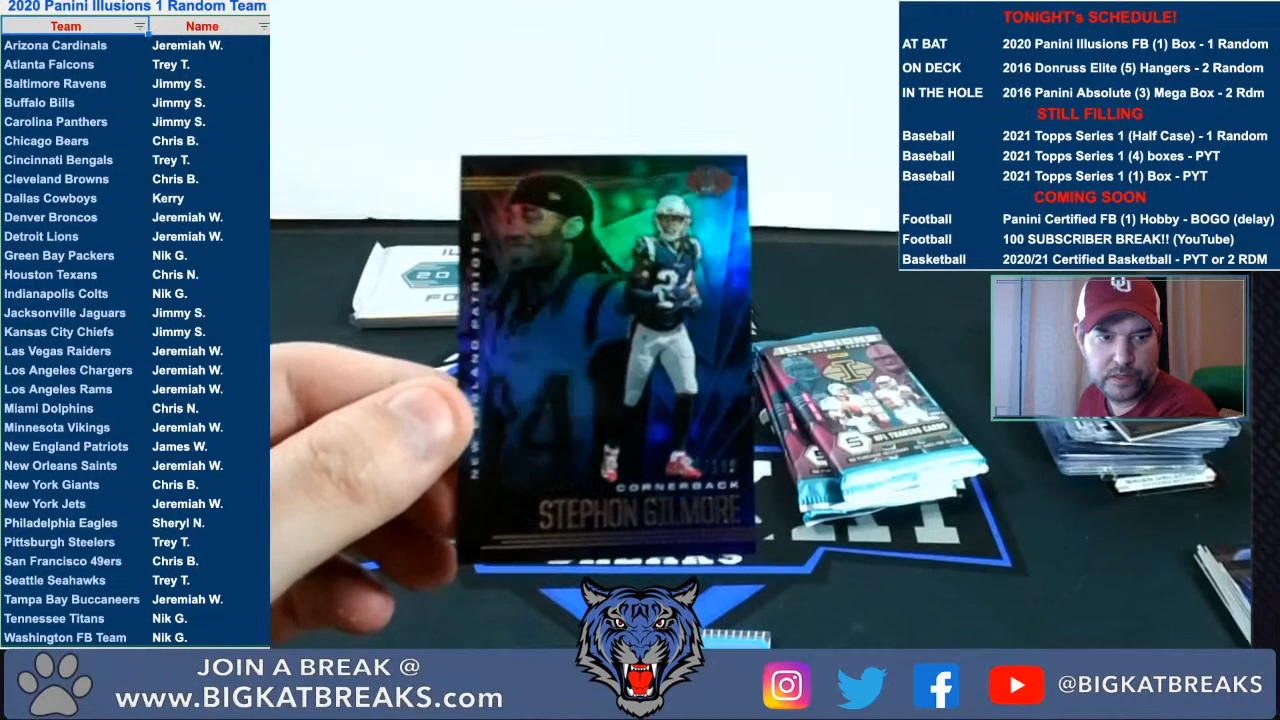 2020 Panini Illusions 1 Random Team
Team Name
Arizona Cardinals Jeremiah W.
Atlanta Falcons Trey T.
Baltimore Ravens Jimmy S.
Buffalo Bills Jimmy S.
Carolina Panthers Jimmy S.
Chicago Bears Chris B.
Cincinnati Bengals Trey T.
Cleveland Browns Chris B.
Dallas Cowboys Kerry
Denver Broncos Jeremiah W.
Detroit Lions Jeremiah W.
Green Bay Packers Nik G.
Houston Texans Chris N.
Indianapolis Colts Nik G.
Jacksonville Jaguars Jimmy S.
Kansas City Chiefs Jimmy S.
Las Vegas Raiders Jeremiah W.
Los Angeles Chargers Jeremiah W.
Los Angeles Rams Jeremiah W.
Miami Dolphins Chris N.
Minnesota Vikings Jeremiah W.
New England Patriots James W.
New Orleans Saints Jeremiah W.
New York Giants Chris B.
New York Jets Jeremiah W.
Philadelphia Eagles Sheryl N.
Pittsburgh Steelers Trey T.
San Francisco 49ers Chris B.
Seattle Seahawks Trey T.
Tampa Bay Buccaneers Jeremiah W.
Tennessee Titans Nik G.
Washington FB Team Nik G.
TONIGHT's SCHEDULE!
AT BAT 2020 Panini Illusions FB (1) Box - 1 Random
ON DECK 2016 Donruss Elite (5) Hangers - 2 Random
IN THE HOLE 2016 Panini Absolute (3) Mega Box - 2 Rdm
STILL FILLING
Baseball 2021 Topps Series 1 (Half Case) - 1 Random
Baseball 2021 Topps Series 1 (4) boxes - PYT
Baseball 2021 Topps Series 1 (1) Box - PYT
COMING SOON
Football Panini Certified FB (1) Hobby - BOGO (delay)
Football 100 SUBSCRIBER BREAK!! (YouTube)
Basketball 2020/21 Certified Basketball - PYT or 2 RDM
OU
NEW ENGLAND PATRIOTS
24
CORNERBACK
STEPHON GILMORE
5 NFL TRADING CARDS
JOIN A BREAK @
www.BIGKATBREAKS.com
@BIGKATBREAKS